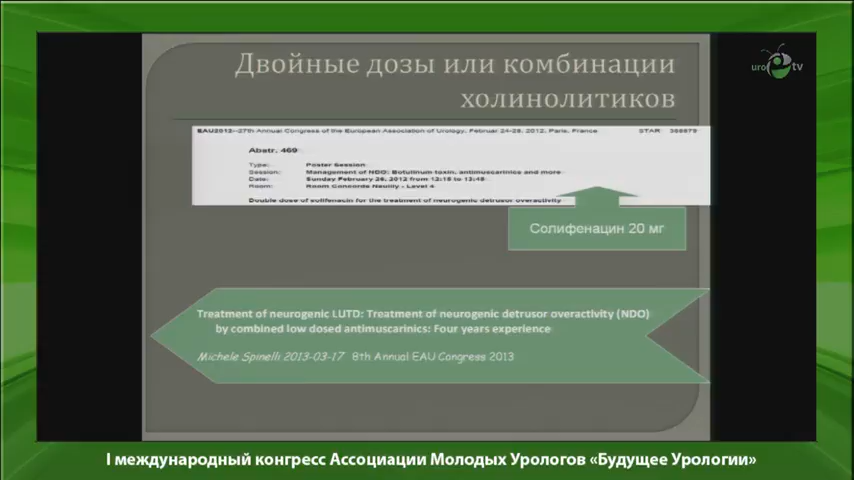 Двойные дозы или комбинации
холинолитиков
uro tv
EAU2012--27th Annual Congress of the European Association of Urology, Februar 24-28, 2012, Paris, France
Abstr. 469
Type: Poster Session
Session: Management of NDO: Botulinum toxin, antimuscarinics and more
Date: Sunday February 26, 2012 from 12:15 to 13:45
Room: Room Concorde Neuilly - Level 4
Double dose of solifenacin for the treatment of neurogenic detrusor overactivity
Солифенацин 20 мг
Treatment of neurogenic LUTD: Treatment of neurogenic detrusor overactivity (NDO)
by combined low dosed antimuscarinics: Four years experience
Michele Spinelli 2013-03-17 8th Annual EAU Congress 2013
I международный конгресс Ассоциации Молодых Урологов «Будущее Урологии»